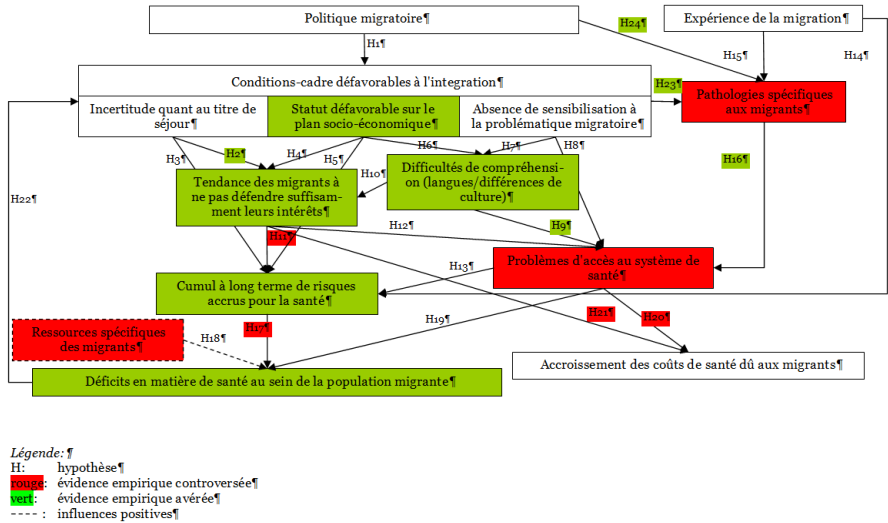 Politique migratoire¶
Expérience de la migration¶
H24¶
H1¶
H15¶
H14¶
Conditions-cadre défavorables à l'integration¶
H23¶
Pathologies spécifiques
aux migrants¶
Incertitude quant au titre de
séjour¶
Statut défavorable sur le
plan socio-économique¶
Absence de sensibilisation à
la problématique migratoire¶
H3¶
H2¶
H4¶
H5¶
H6¶
H7¶
H8¶
H16¶
H10¶
Tendance des migrants à
ne pas défendre suffisam-
ment leurs intérêts¶
Difficultés de compréhen-
sion (langues/différences de
culture)¶
H22¶
H11¶
H12¶
H9¶
Problèmes d'accès au système de
santé¶
H13¶
Cumul à long terme de risques
accrus pour la santé¶
Ressources spécifiques
des migrants¶
H18¶
H17¶
H19¶
H21¶
H20¶
Accroissement des coûts de santé dû aux migrants¶
Déficits en matière de santé au sein de la population migrante¶
Légende:¶
H: hypothèse¶
rouge: évidence empirique controversée¶
vert: évidence empirique avérée¶
---- : influences positives¶